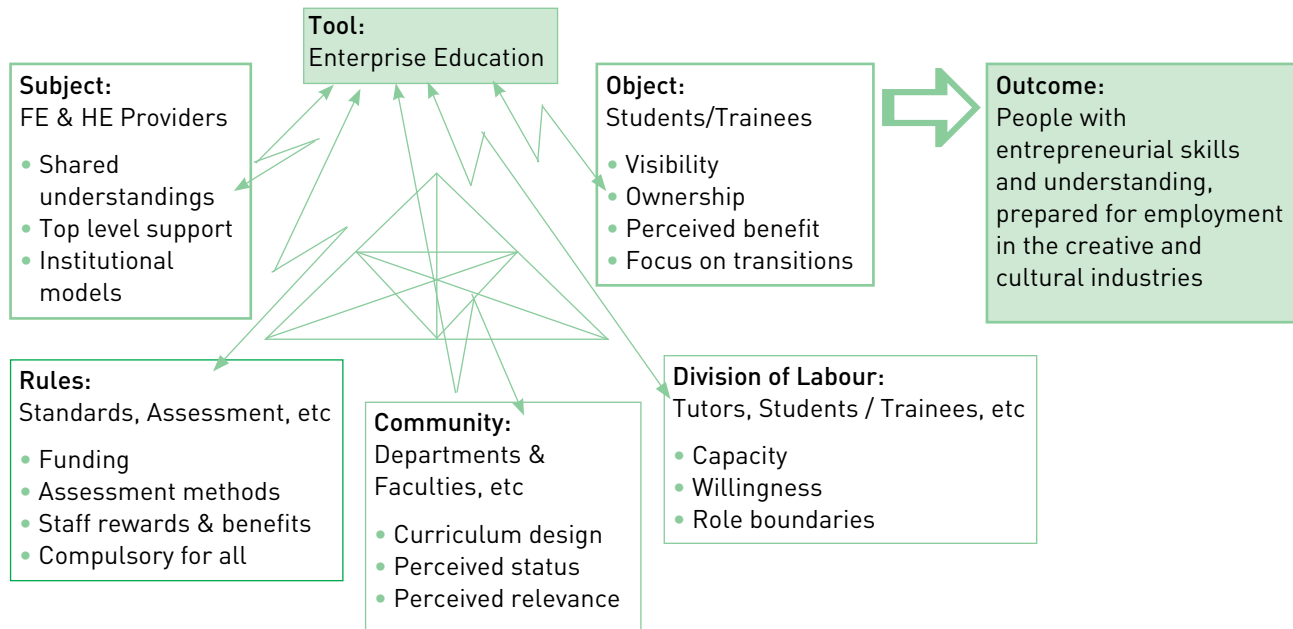 Tool:
Enterprise Education
Subject:
FE & HE Providers
• Shared
understandings
• Top level support
• Institutional
models
Object:
Students/Trainees
• Visibility
• Ownership
• Perceived benefit
• Focus on transitions
Outcome:
People with
entrepreneurial skills
and understanding,
prepared for employment
in the creative and
cultural industries
Rules:
Standards, Assessment, etc
• Funding
• Assessment methods
• Staff rewards & benefits
• Compulsory for all
Community:
Departments &
Faculties, etc
• Curriculum design
• Perceived status
• Perceived relevance
Division of Labour:
Tutors, Students / Trainees, etc
• Capacity
• Willingness
• Role boundaries